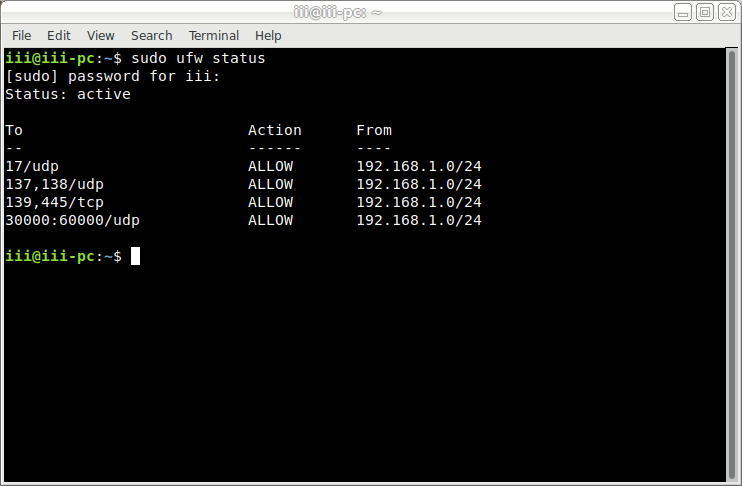 iii@iii-pc: ~
File Edit View Search Terminal Help
iii@iii-pc:~$ sudo ufw status
[sudo] password for iii:
Status: active
To Action From
-- ------ ----
17/udp ALLOW 192.168.1.0/24
137,138/udp ALLOW 192.168.1.0/24
139,445/tcp ALLOW 192.168.1.0/24
30000:60000/udp ALLOW 192.168.1.0/24
iii@iii-pc:~$